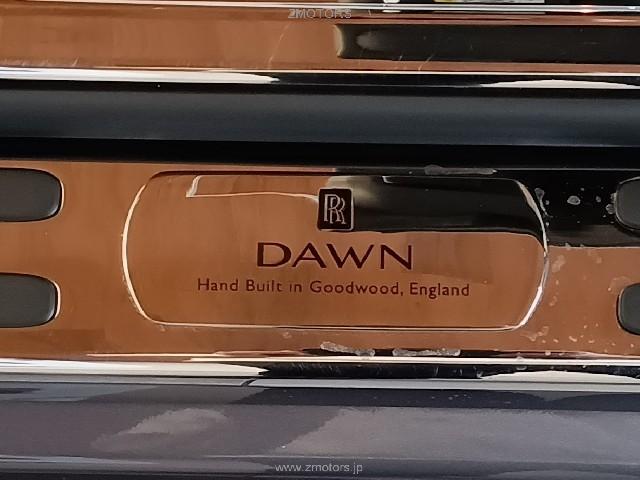 ZMOTORS
RR
DAWN
Hand Built in Goodwood, England
www.zmotors.jp